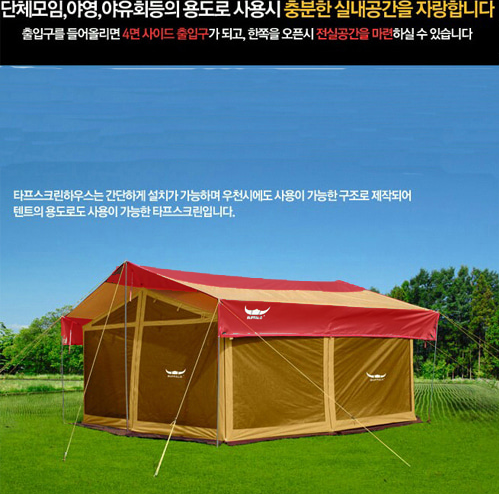 단체모임,야영,야유회등의 용도로 사용시 충분한 실내공간을 자랑합니다
출입구를 들어올리면 4면 사이드 출입구가 되고, 한쪽을 오픈시 전실공간을 마련하실 수 있습니다
타프스크린하우스는 간단하게 설치가 가능하며 우천시에도 사용이 가능한 구조로 제작되어
텐트의 용도로도 사용이 가능한 타프스크린입니다.
BUFFALO
BUFFALO
BUFFALO